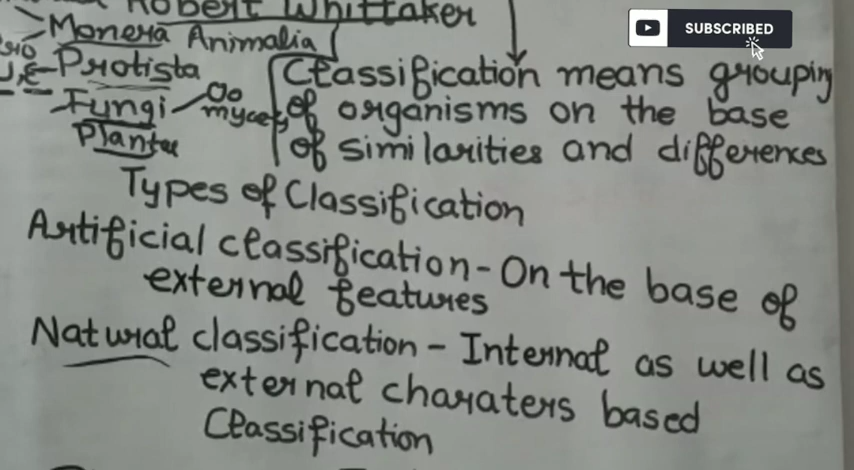 Robert Whittaker
Monera Animalia
Protista
Fungi Oo
mycetes
Plantae
Classification means grouping
of organisms on the base
of similarities and differences
Types of Classification
Artificial classification - On the base of
external features
Natural classification - Internal as well as
external charaters based
Classification
SUBSCRIBED